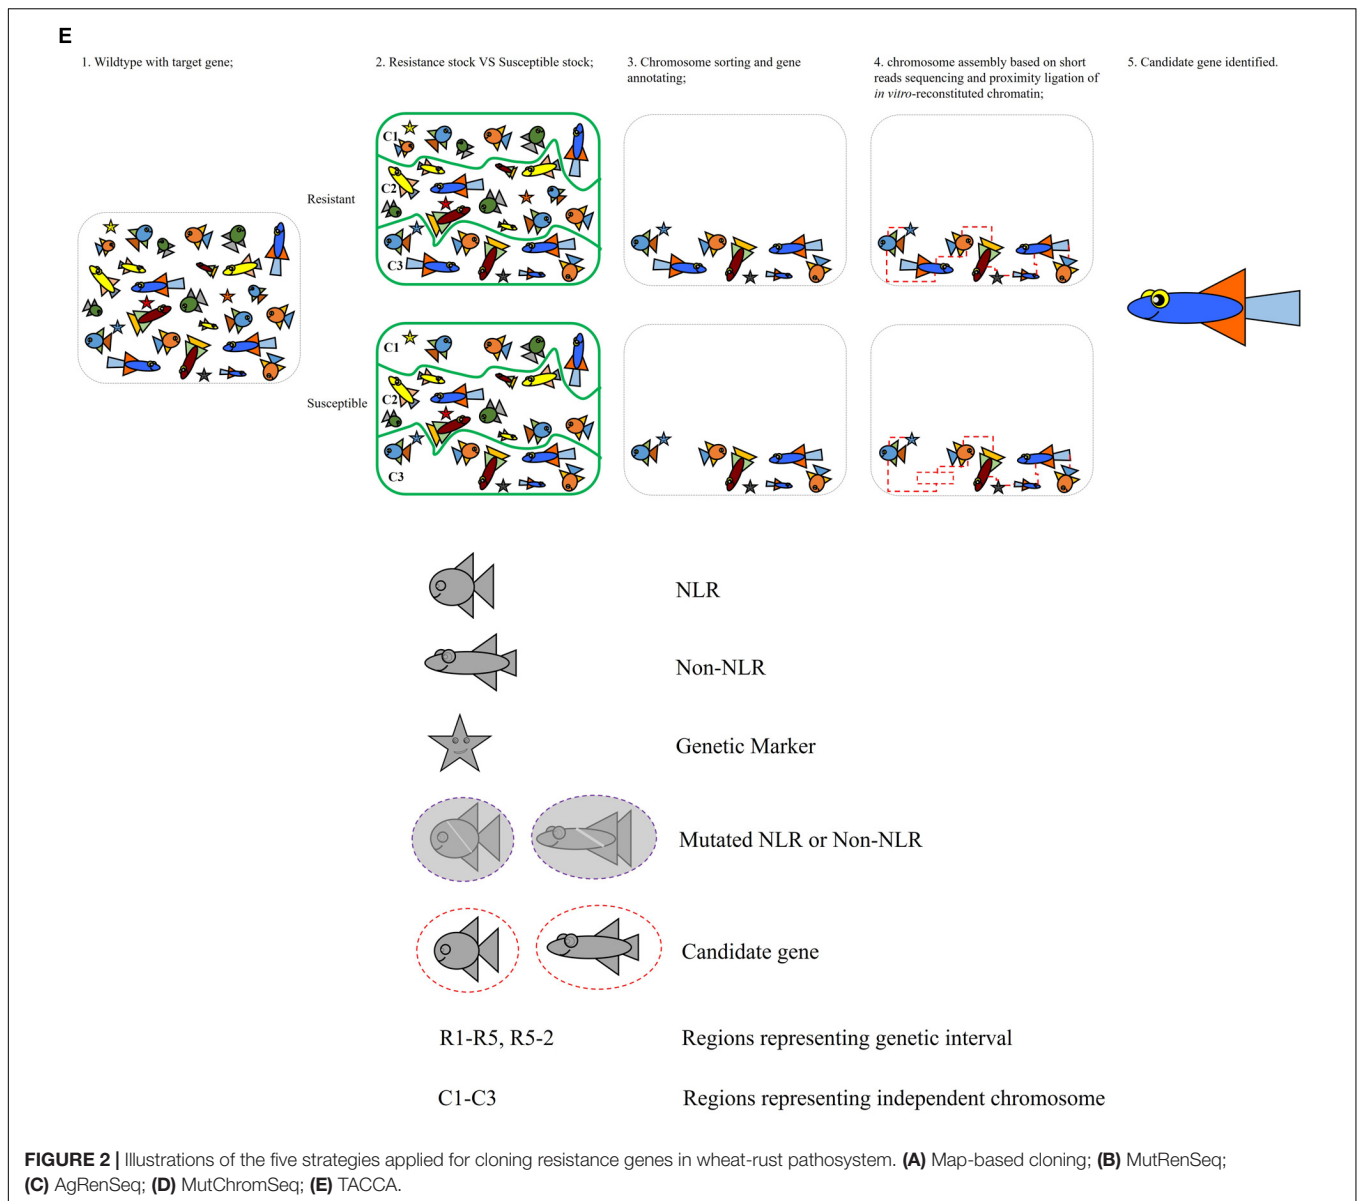 E
1. Wildtype with target gene;
2. Resistance stock VS Susceptible stock;
3. Chromosome sorting and gene
annotating;
4. chromosome assembly based on short
reads sequencing and proximity ligation of
in vitro-reconstituted chromatin;
5. Candidate gene identified.
Resistant
C1
C2
C3
Susceptible
C1
C2
C3
NLR
Non-NLR
Genetic Marker
Mutated NLR or Non-NLR
Candidate gene
R1-R5, R5-2 Regions representing genetic interval
C1-C3 Regions representing independent chromosome
FIGURE 2 | Illustrations of the five strategies applied for cloning resistance genes in wheat-rust pathosystem. (A) Map-based cloning; (B) MutRenSeq;
(C) AgRenSeq; (D) MutChromSeq; (E) TACCA.